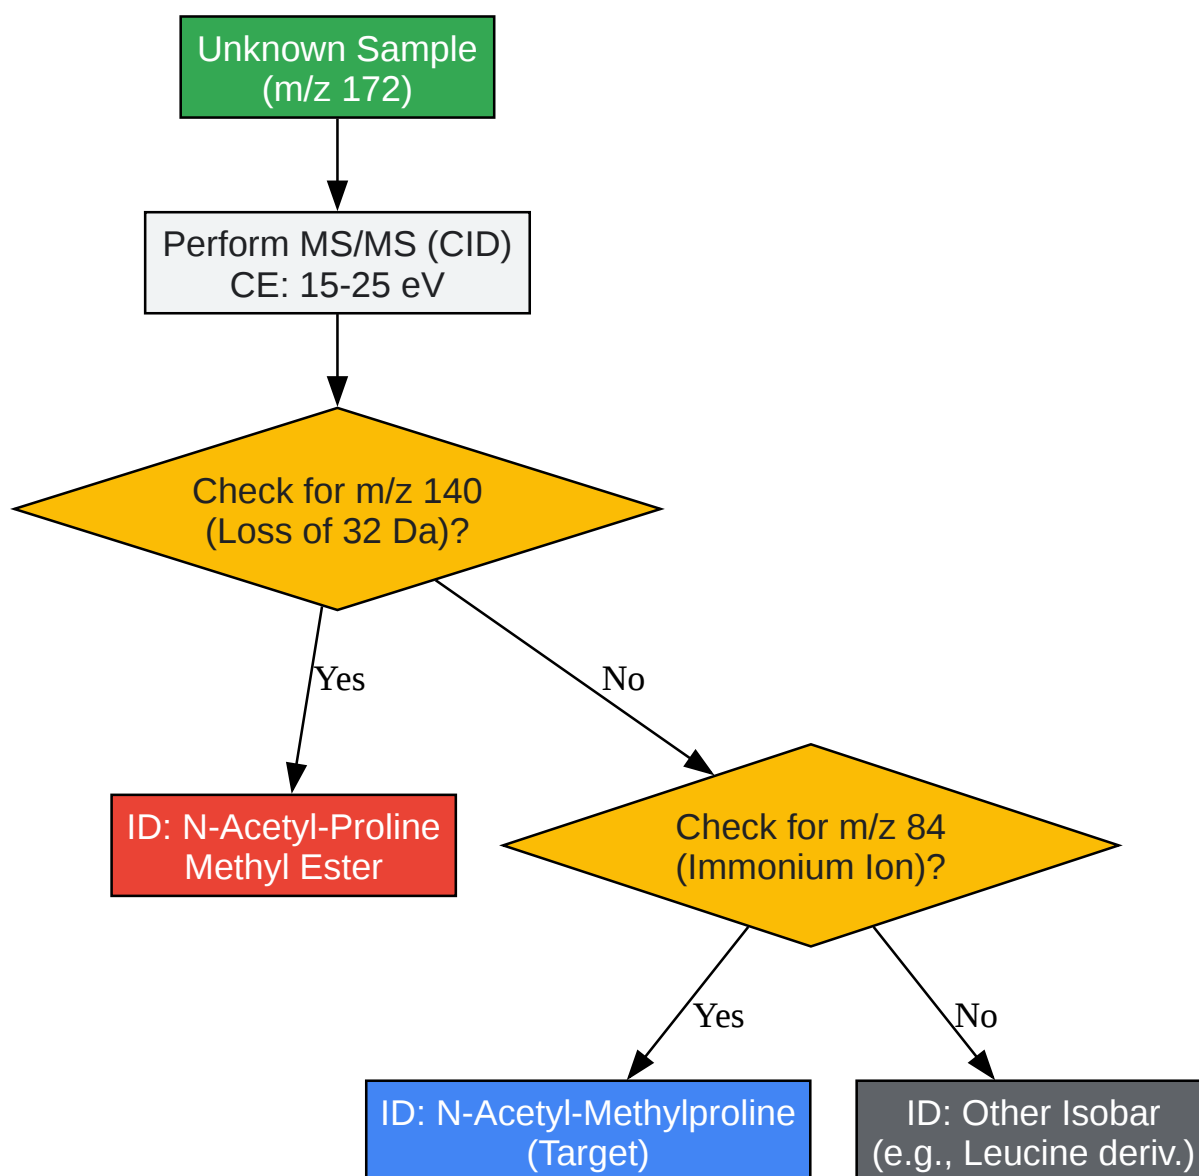 Unknown Sample
(m/z 172)
Perform MS/MS (CID)
CE: 15-25 eV
Check for m/z 140
(Loss of 32 Da)?
Yes
No
ID: N-Acetyl-Proline
Methyl Ester
Check for m/z 84
(Immonium Ion)?
Yes
No
ID: N-Acetyl-Methylproline
(Target)
ID: Other Isobar
(e.g., Leucine deriv.)